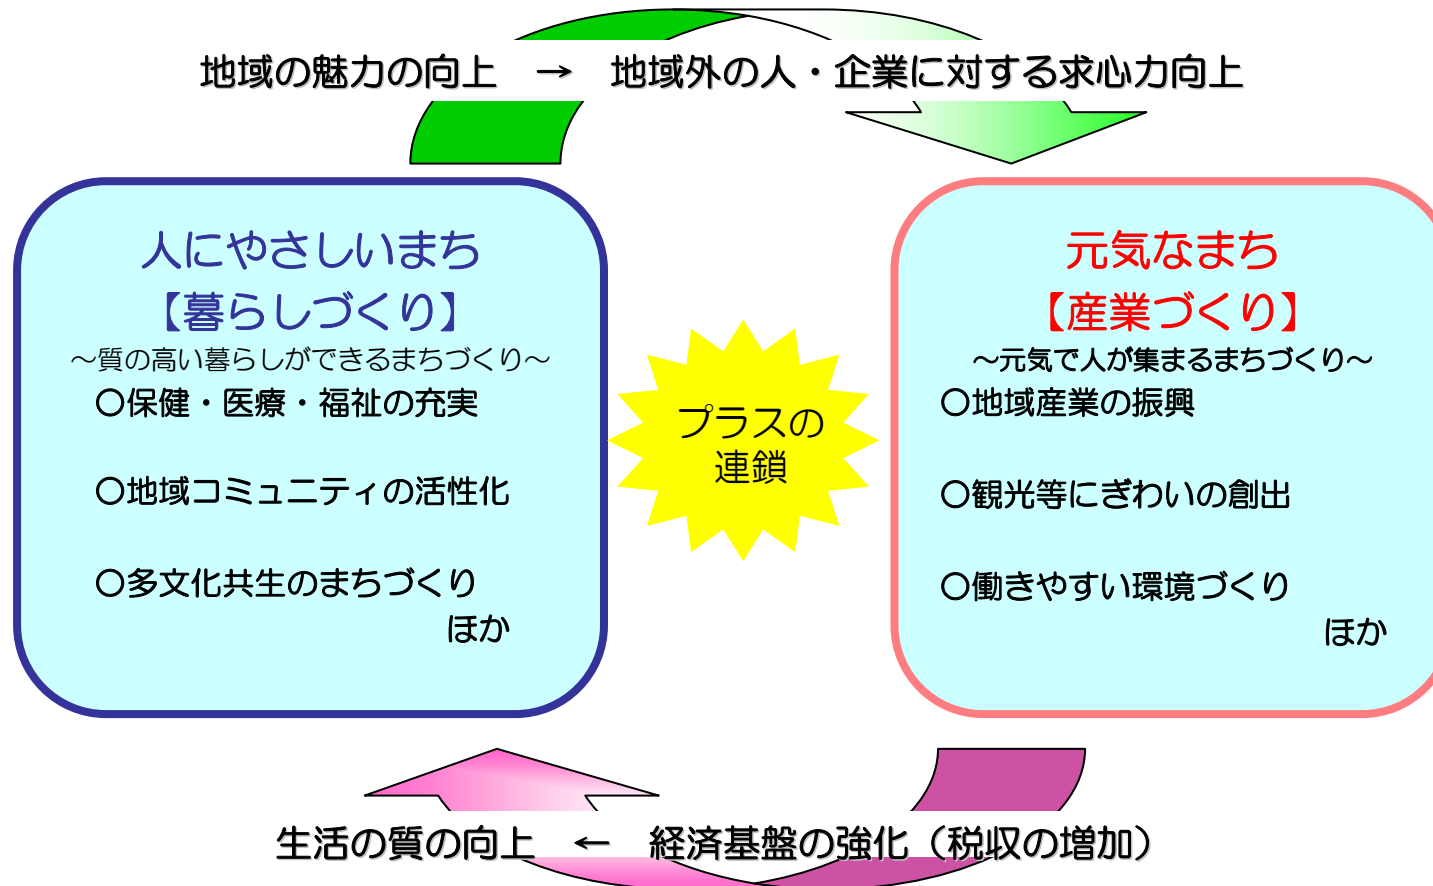 地域の魅力の向上　→　地域外の人・企業に対する求心力向上
人にやさしいまち
【暮らしづくり】
～質の高い暮らしができるまちづくり～
○保健・医療・福祉の充実
○地域コミュニティの活性化
○多文化共生のまちづくり
ほか
プラスの
連鎖
元気なまち
【産業づくり】
～元気で人が集まるまちづくり～
○地域産業の振興
○観光等にぎわいの創出
○働きやすい環境づくり
ほか
生活の質の向上　←　経済基盤の強化（税収の増加）